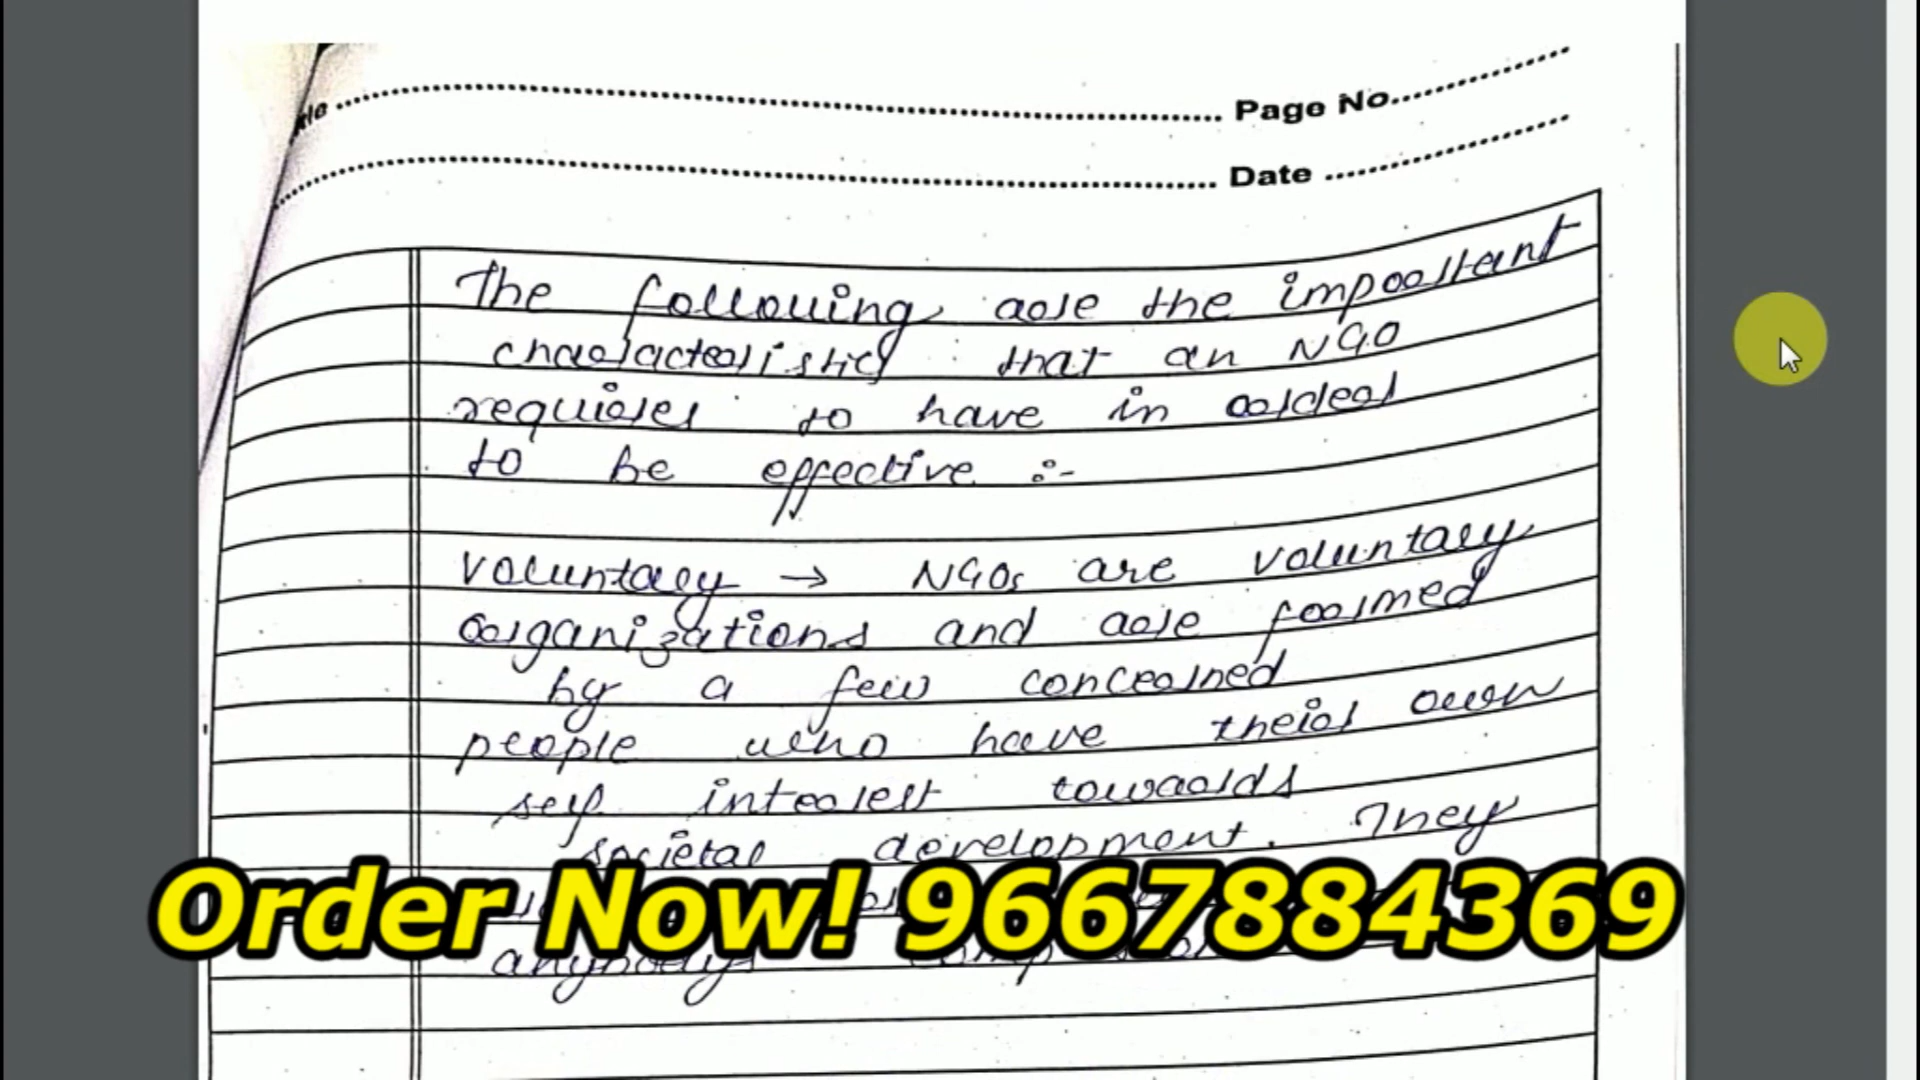 Page No.
Date
The following are the important
characteristics that an NGO
requires to have in order
to be effective :-
Voluntary → NGOs are voluntary
organizations and are formed
by a few concerned
people who have their own
self interest towards
societal development. They
Order Now! 9667884369
anybody's